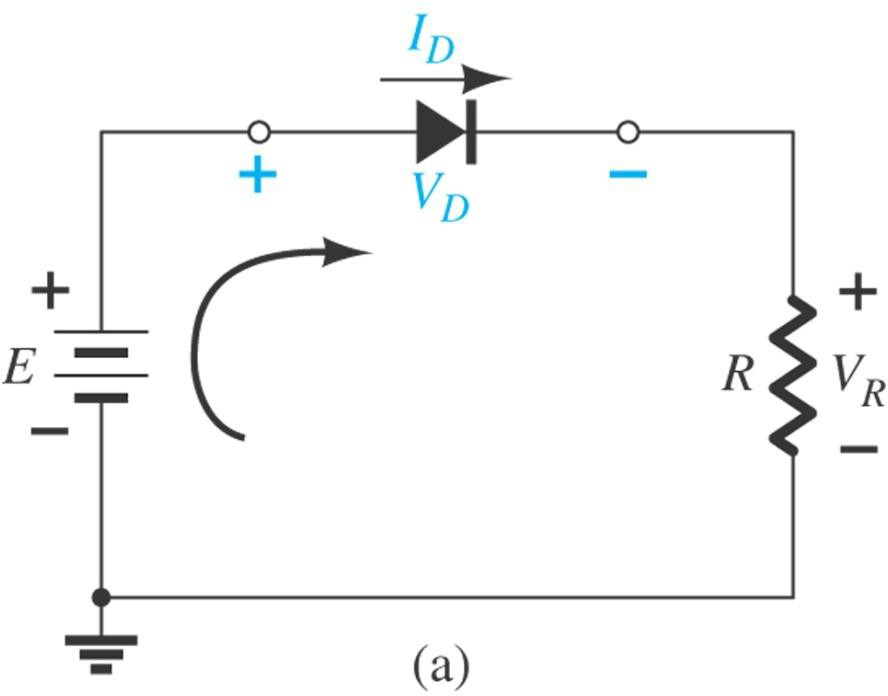 I_D
+ V_D −
+ +
E R V_R
− −
(a)